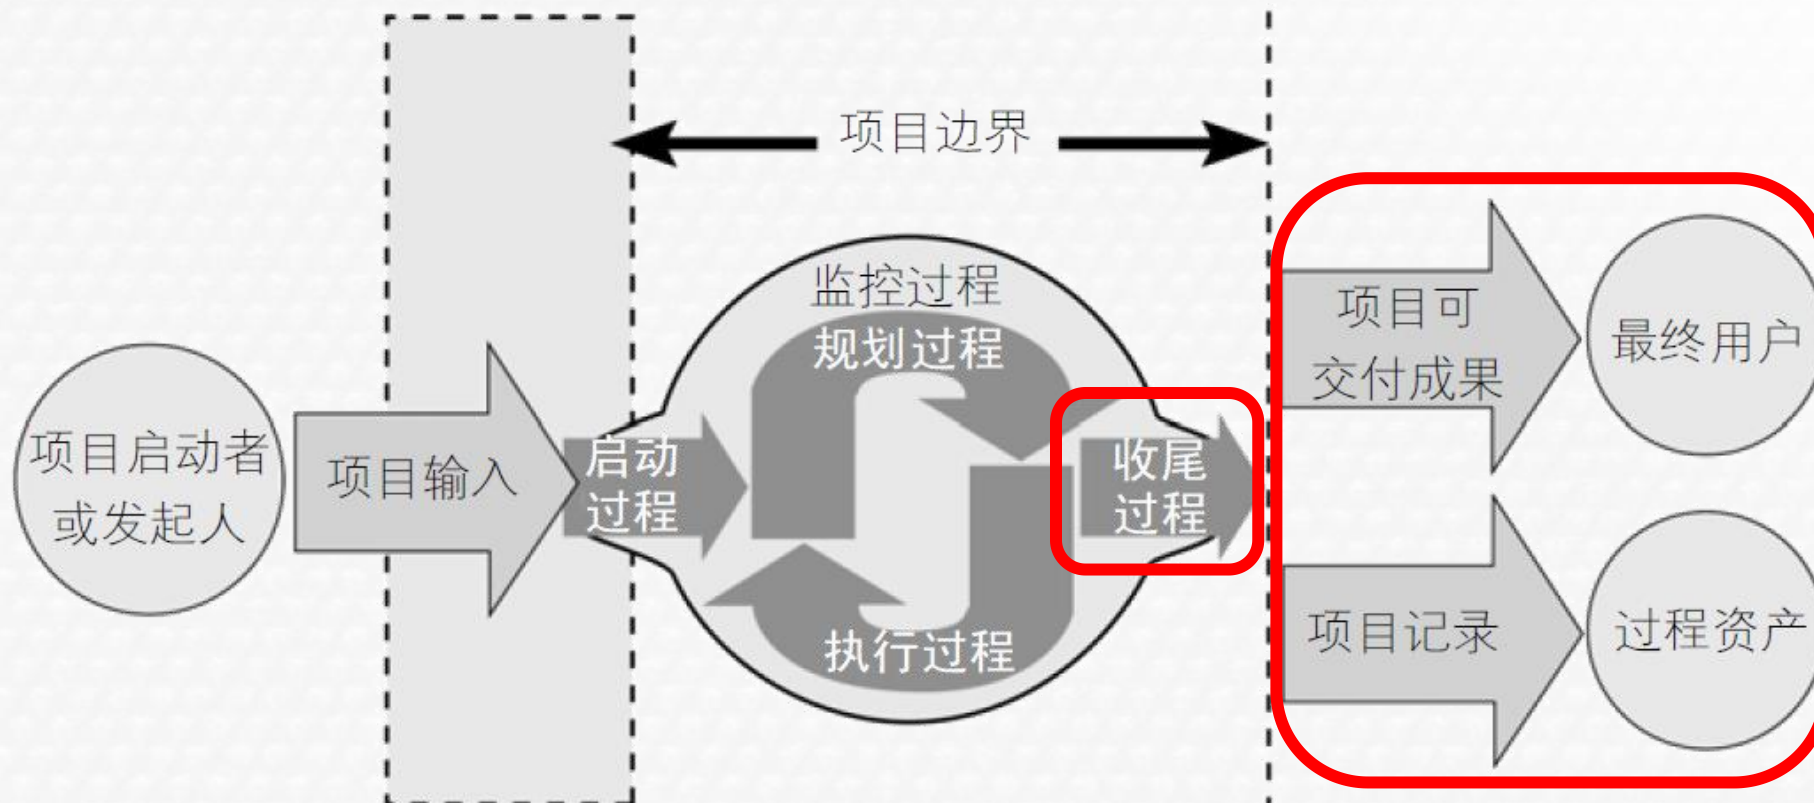 项目边界
监控过程
规划过程
项目启动者
或发起人
项目输入
启动
过程
收尾
过程
执行过程
项目可
交付成果
最终用户
项目记录
过程资产